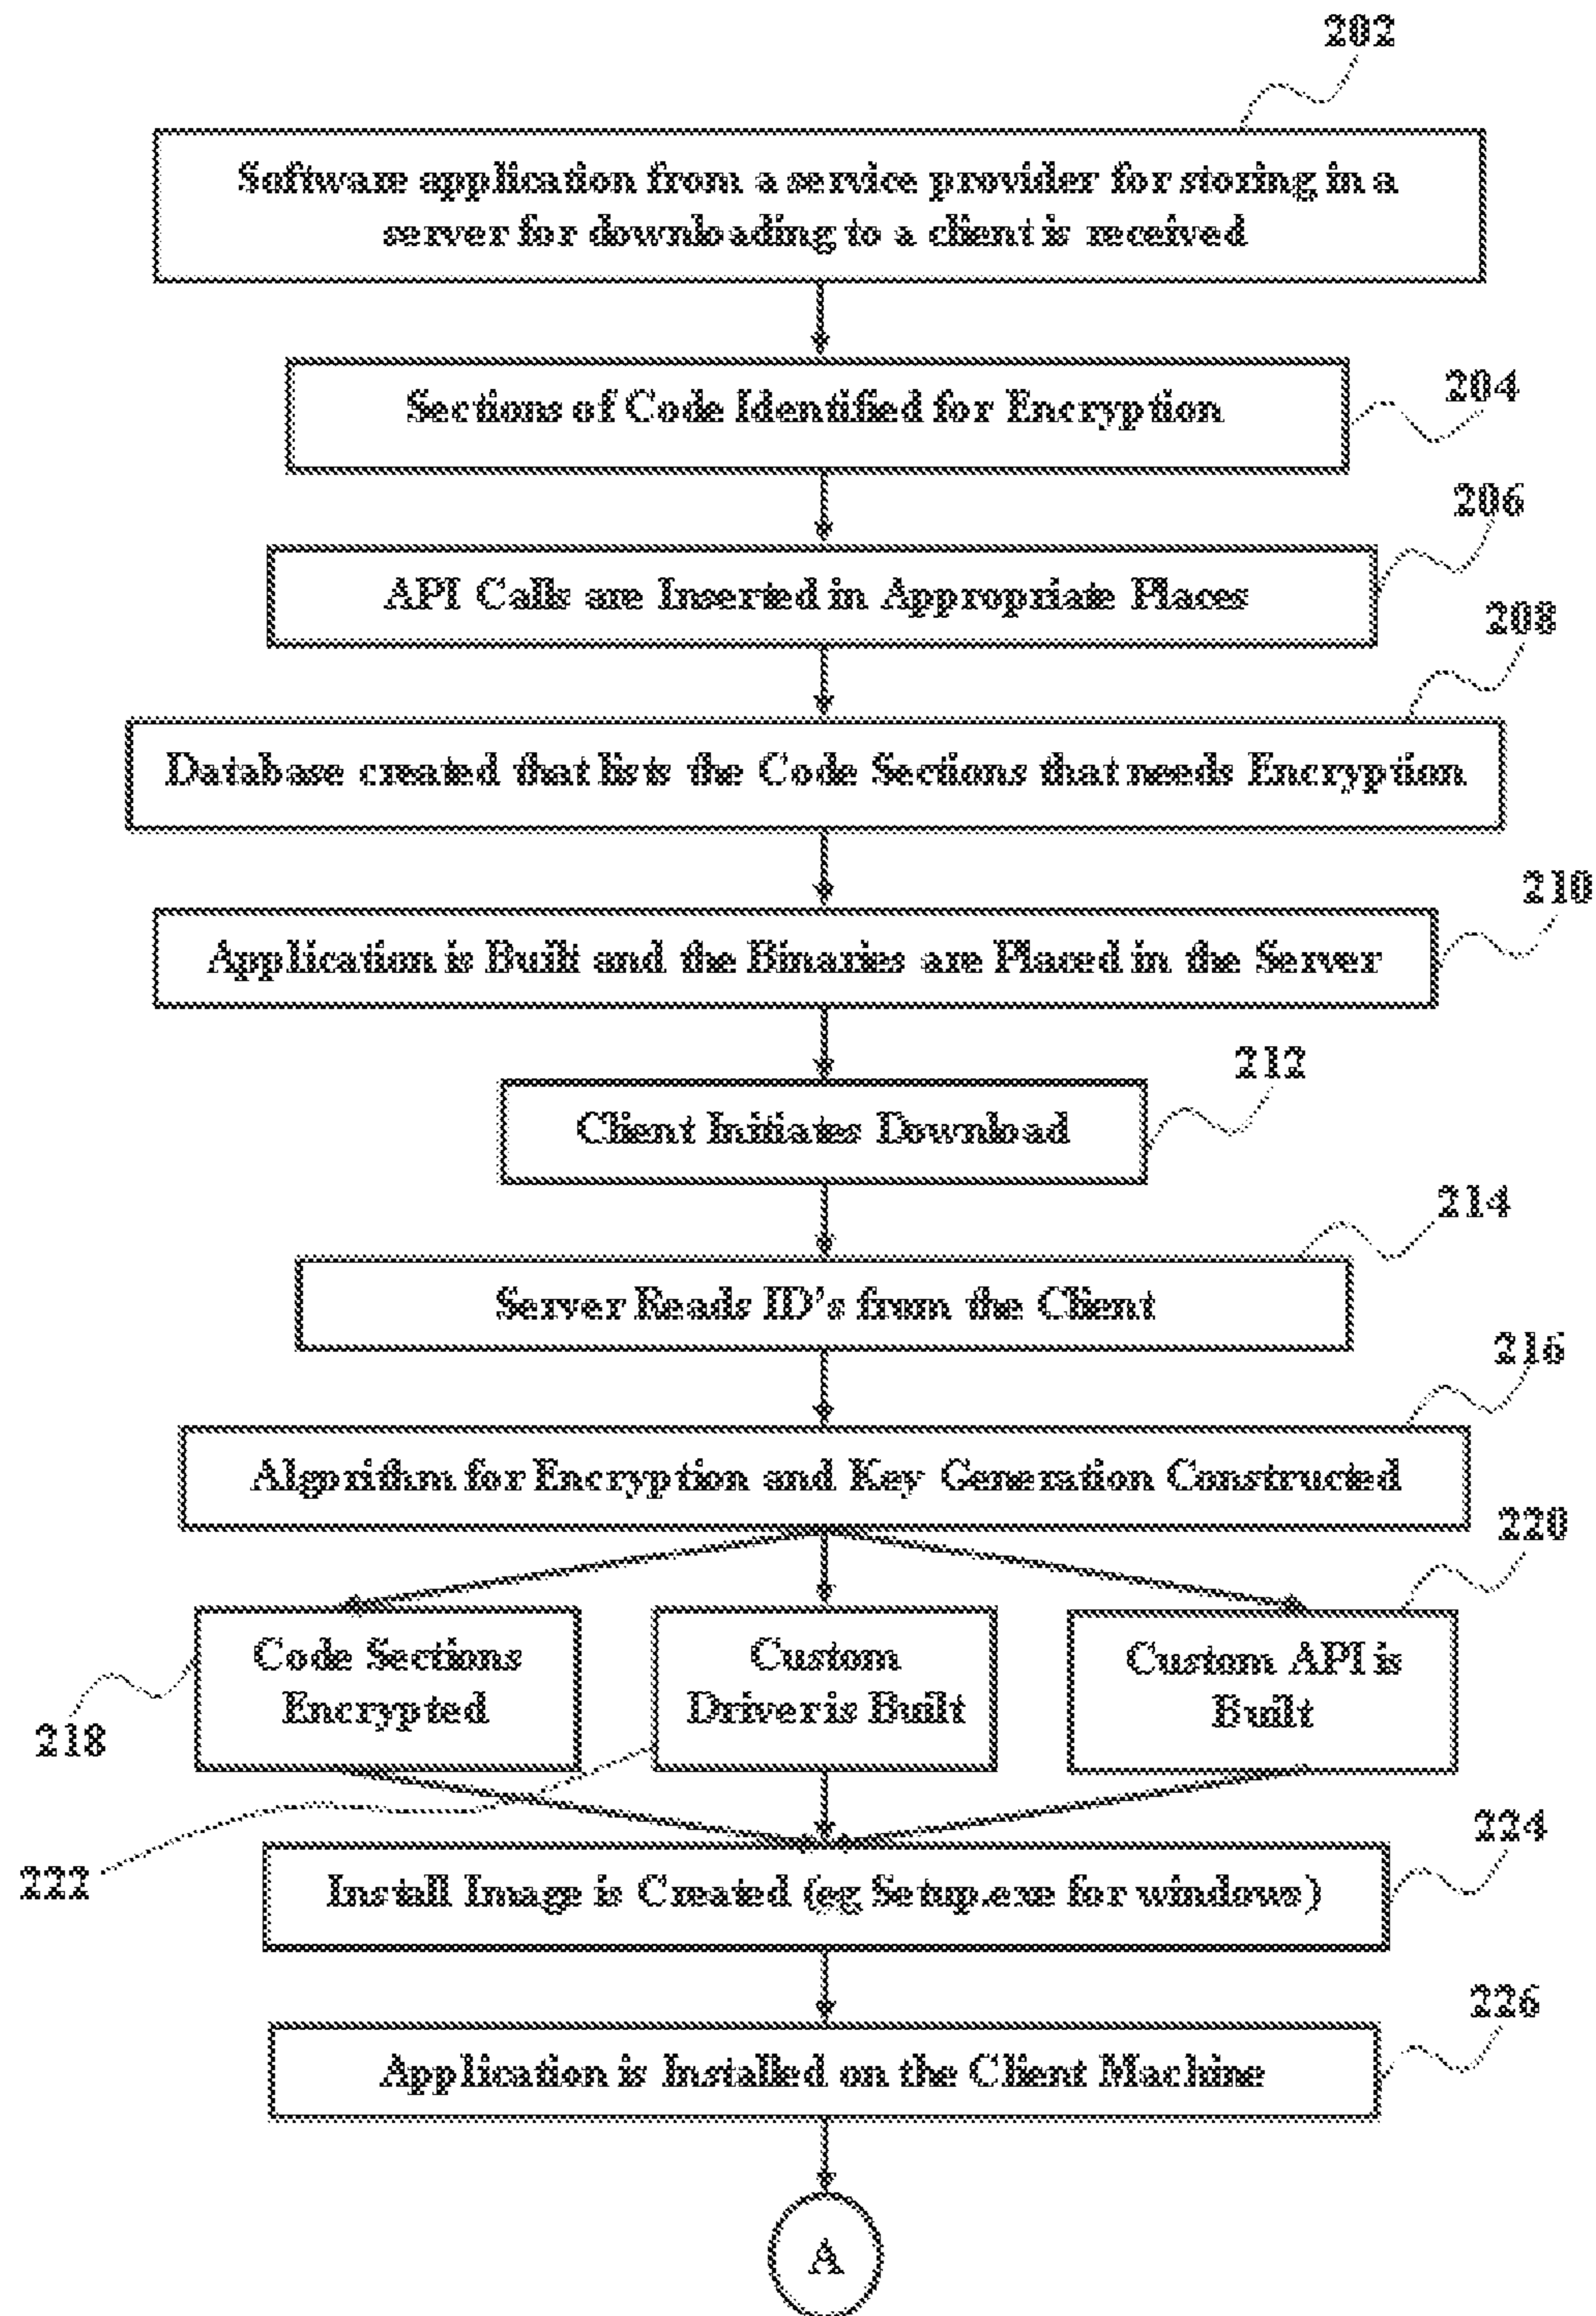 202
Software application from a service provider for storing in a
server for downloading to a client is received
Sections of Code Identified for Encryption
204
206
API Calls are Inserted in Appropriate Places
208
Database created that lists the Code Sections that needs Encryption
210
Application is Built and the Binaries are Placed in the Server
212
Client Initiates Download
214
Server Reads ID's from the Client
216
Algorithm for Encryption and Key Generation Constructed
220
Code Sections
Encrypted
Custom
Driver is Built
Custom API is
Built
218
222
224
Install Image is Created (eg Setup.exe for windows)
226
Application is Installed on the Client Machine
A